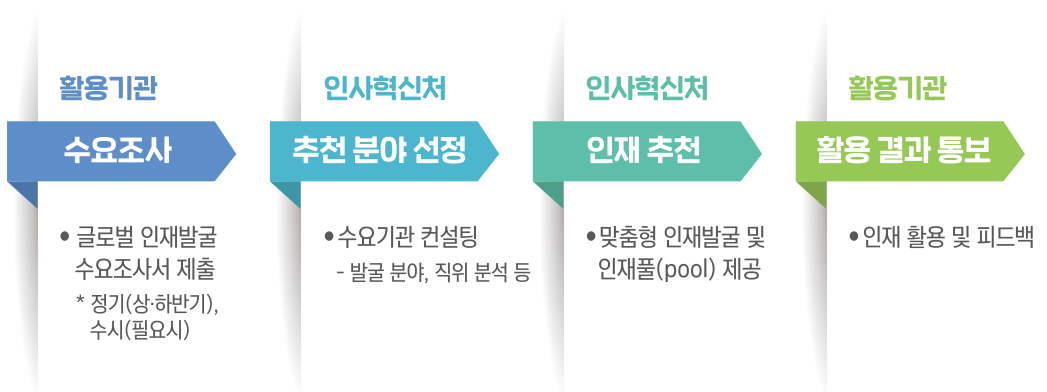 활용기관
수요조사
• 글로벌 인재발굴
수요조사서 제출
* 정기(상·하반기),
수시(필요시)
인사혁신처
추천 분야 선정
• 수요기관 컨설팅
- 발굴 분야, 직위 분석 등
인사혁신처
인재 추천
• 맞춤형 인재발굴 및
인재풀(pool) 제공
활용기관
활용 결과 통보
• 인재 활용 및 피드백